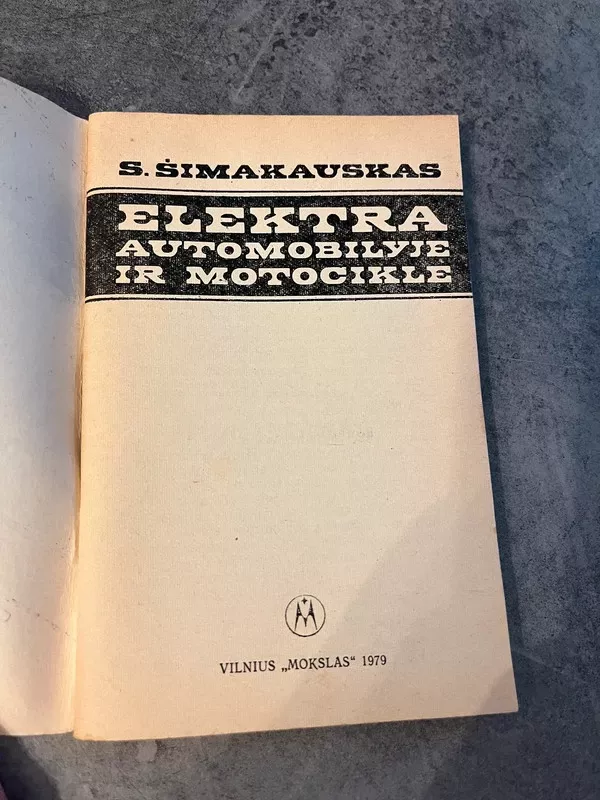 S. ŠIMAKAUSKAS
ELEKTRA
AUTOMOBILYJE
IR MOTOCIKLE
VILNIUS „MOKSLAS“ 1979